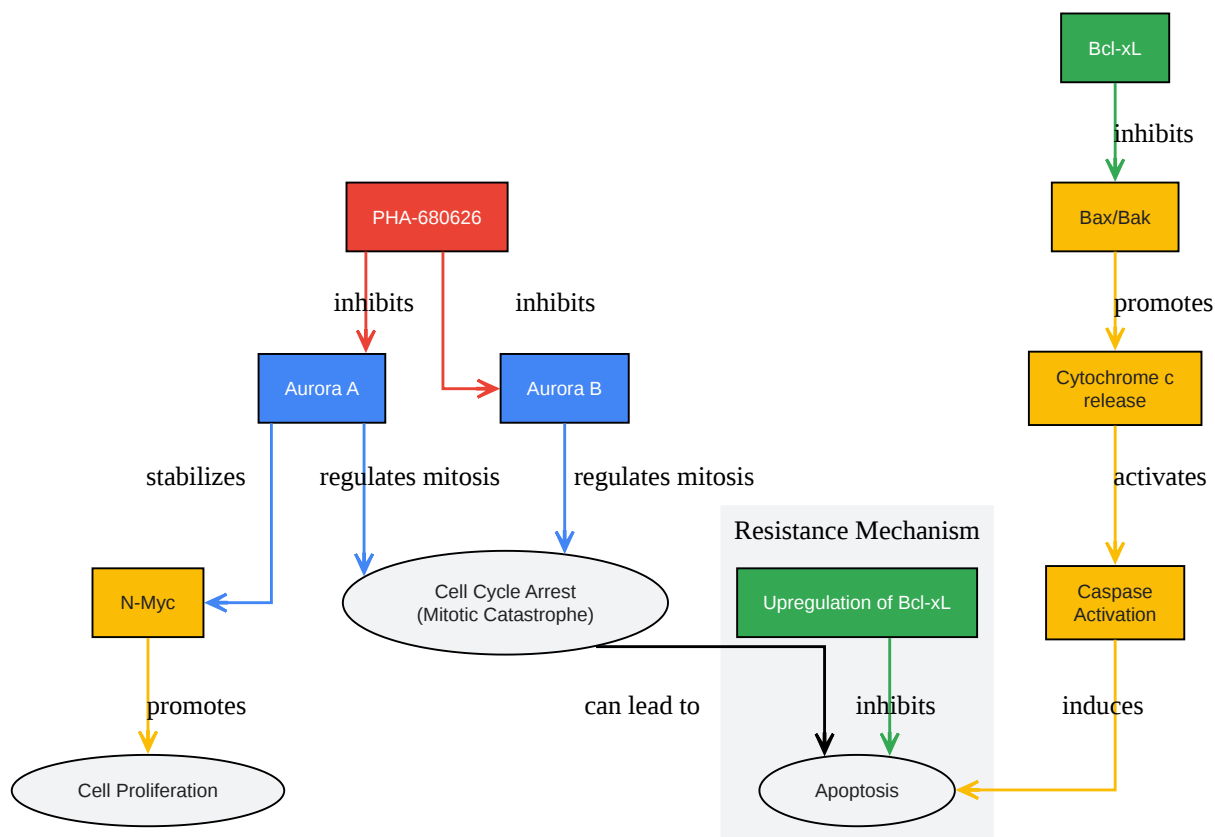 Bcl-xL
inhibits
PHA-680626
Bax/Bak
inhibits
inhibits
promotes
Aurora A
Aurora B
Cytochrome c
release
stabilizes
regulates mitosis
regulates mitosis
activates
Resistance Mechanism
N-Myc
Cell Cycle Arrest
(Mitotic Catastrophe)
Upregulation of Bcl-xL
Caspase
Activation
promotes
can lead to
inhibits
induces
Cell Proliferation
Apoptosis